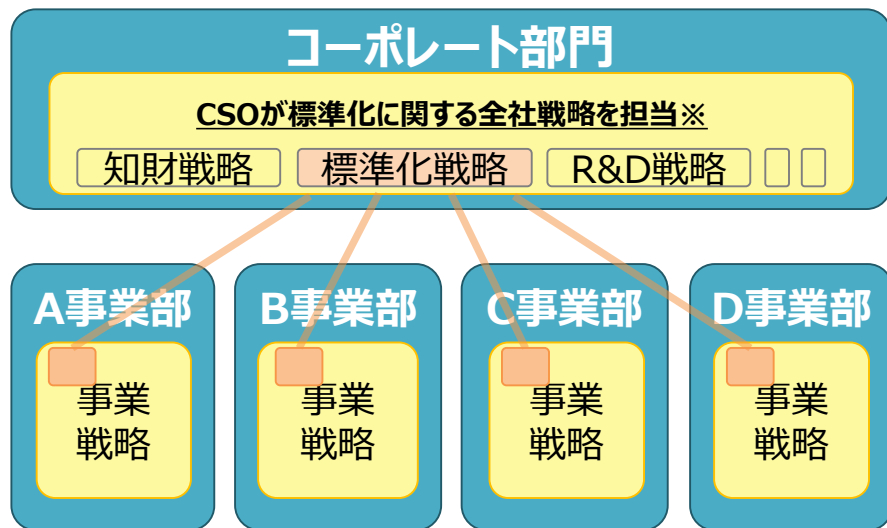 コーポレート部門
CSOが標準化に関する全社戦略を担当※
知財戦略
標準化戦略
R&D戦略
A事業部
B事業部
C事業部
D事業部
事業
戦略
事業
戦略
事業
戦略
事業
戦略